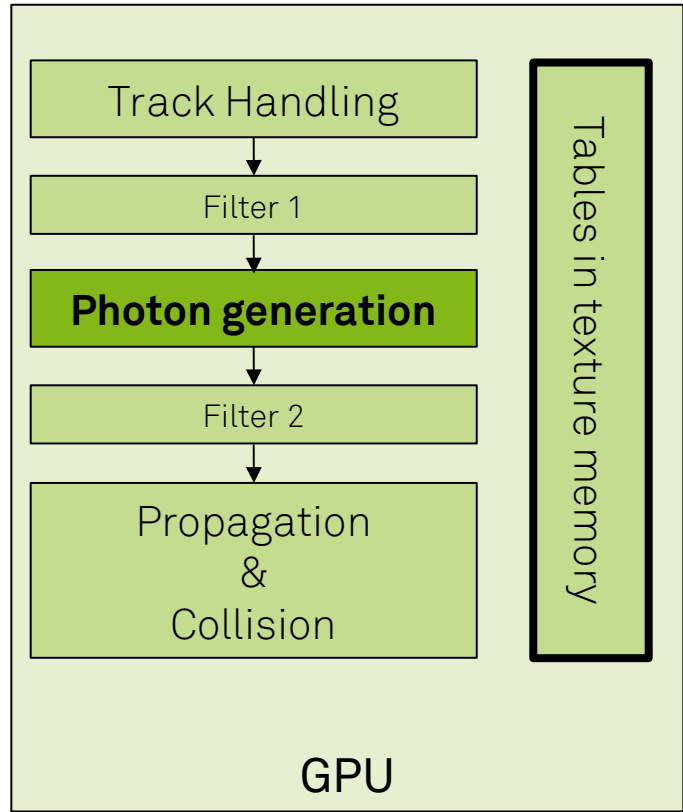 Track Handling
Filter 1
Photon generation
Filter 2
Propagation
&
Collision
Tables in texture memory
GPU